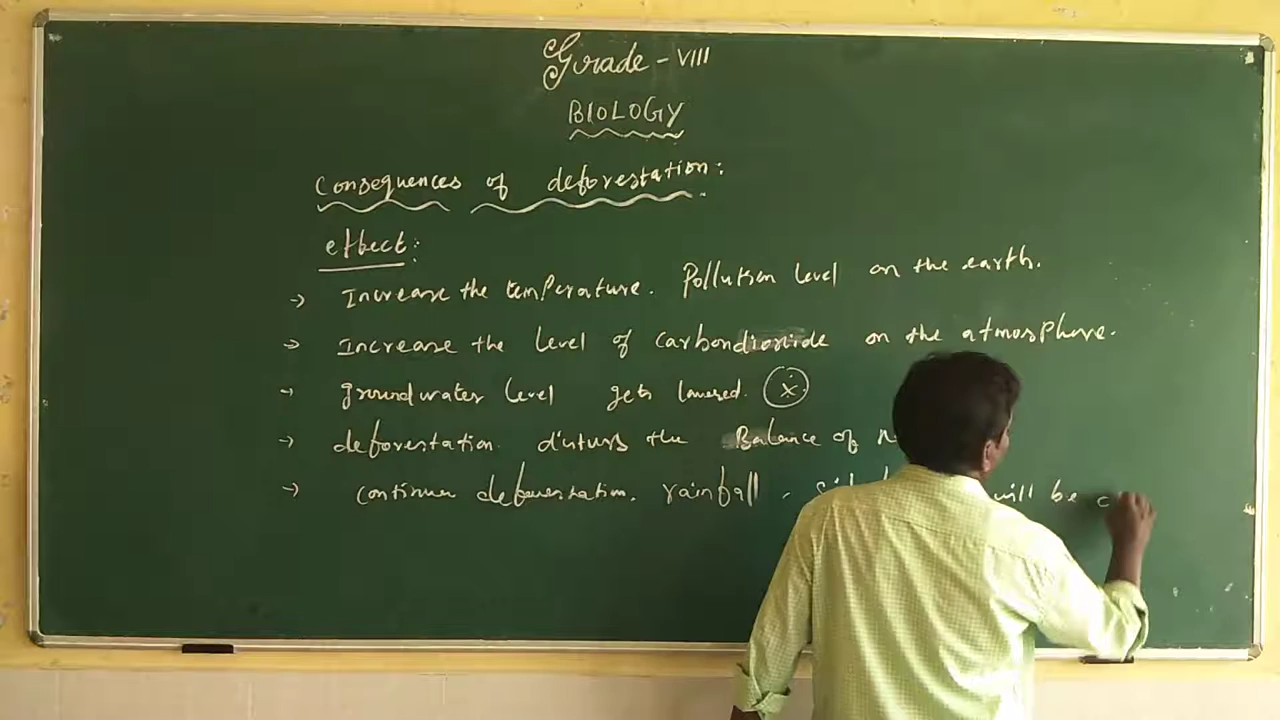 Grade - VIII
BIOLOGY
Consequences of deforestation:
effect:
→ Increase the temperature. Pollution level on the earth.
→ Increase the level of carbondioxide on the atmosphere.
→ groundwater level gets lowered. (x)
→ deforestation. disturbs the Balance of
→ continuous deforestation. rainfall, will be